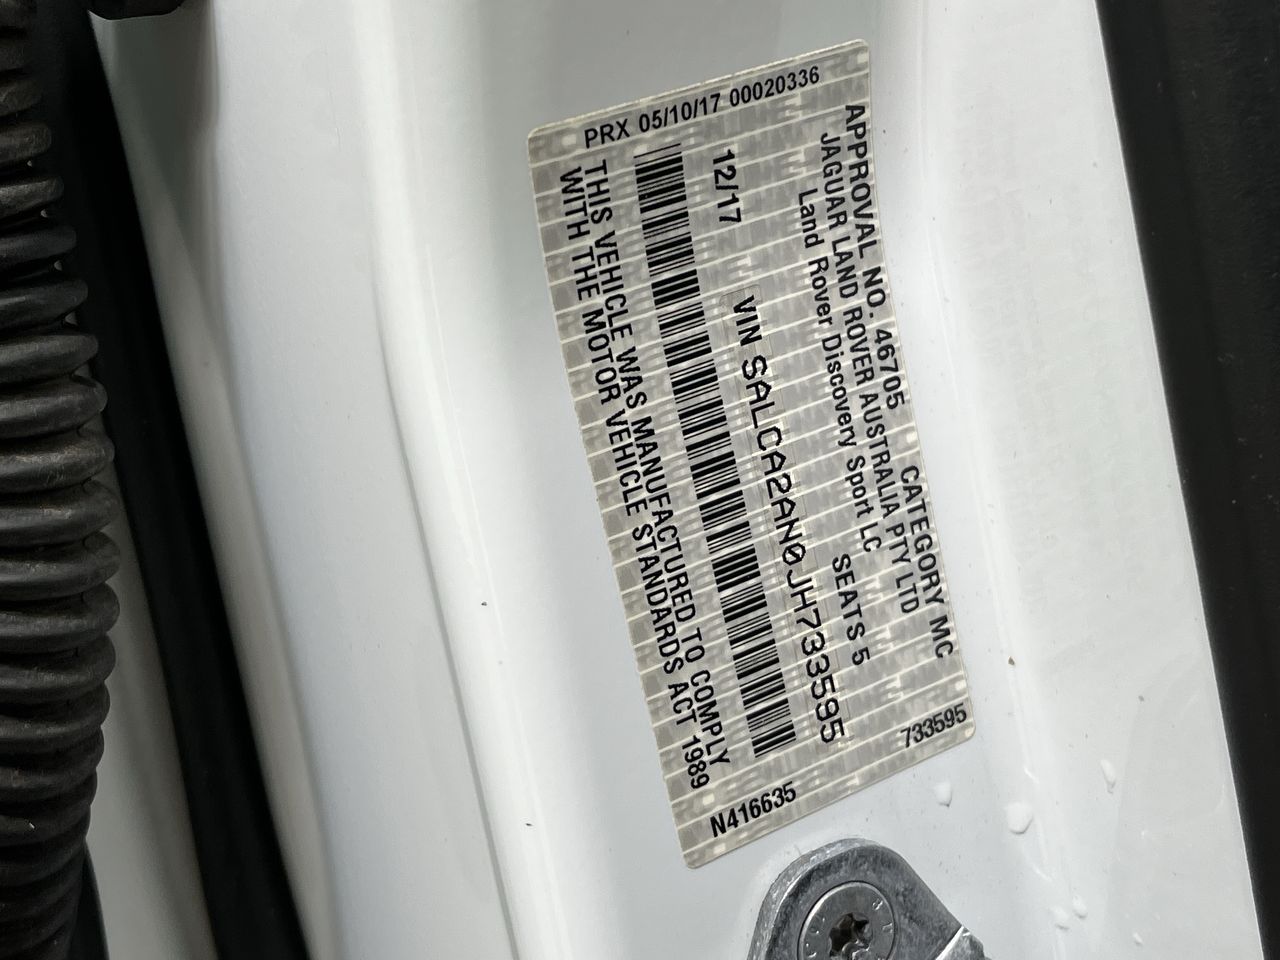 APPROVAL NO. 46705 CATEGORY MC
JAGUAR LAND ROVER AUSTRALIA PTY LTD
Land Rover Discovery Sport LC SEATS 5
12/17 VIN SALCA2AN0JH733595
THIS VEHICLE WAS MANUFACTURED TO COMPLY
WITH THE MOTOR VEHICLE STANDARDS ACT 1989
PRX 05/10/17 00020336
733595
N416635